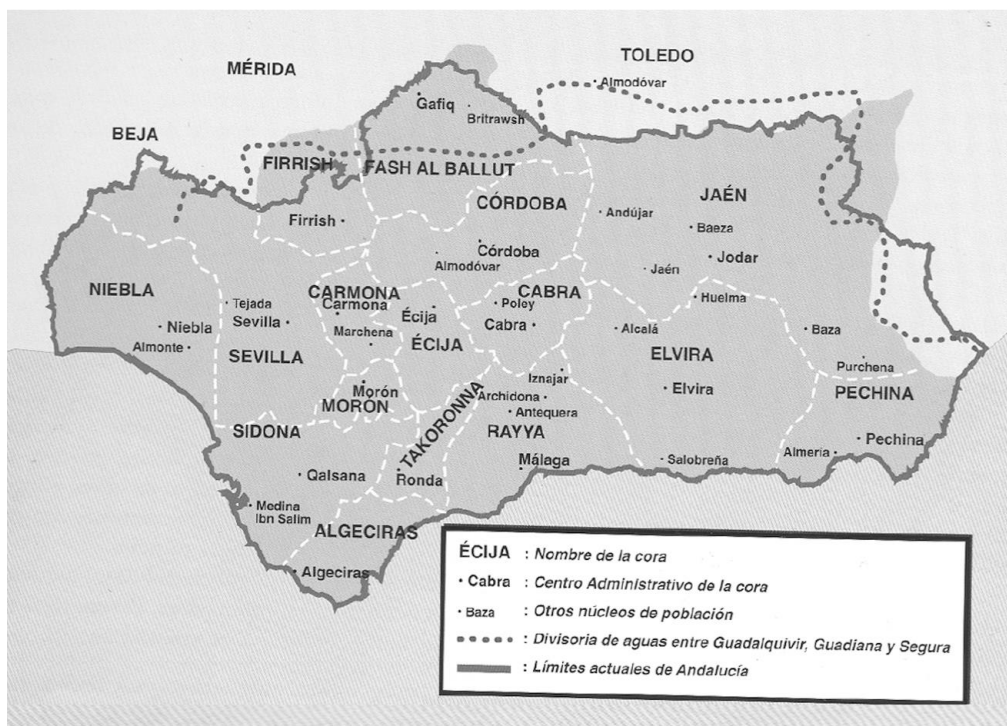 TOLEDO
MÉRIDA
Almodóvar
Gafiq
Britrawsh
BEJA
FIRRISH
FASH AL BALLUT
JAÉN
CÓRDOBA
Firrish
Andújar
Baeza
Córdoba
Almodóvar
Jodar
Jaén
NIEBLA
CARMONA
CABRA
Huelma
Tejada
Carmona
Poley
Écija
Sevilla
Niebla
Cabra
Alcalá
Baza
Marchena
Almonte
ÉCIJA
SEVILLA
ELVIRA
Purchena
Iznajar
Morón
Elvira
PECHINA
MORÓN
Archidona
Antequera
TAKORONNA
SIDONA
RAYYA
Pechina
Almería
Málaga
Salobreña
Qalsana
Ronda
Medina
Ibn Salim
ALGECIRAS
Algeciras
ÉCIJA : Nombre de la cora
Cabra : Centro Administrativo de la cora
Baza : Otros núcleos de población
: Divisoria de aguas entre Guadalquivir, Guadiana y Segura
: Límites actuales de Andalucía